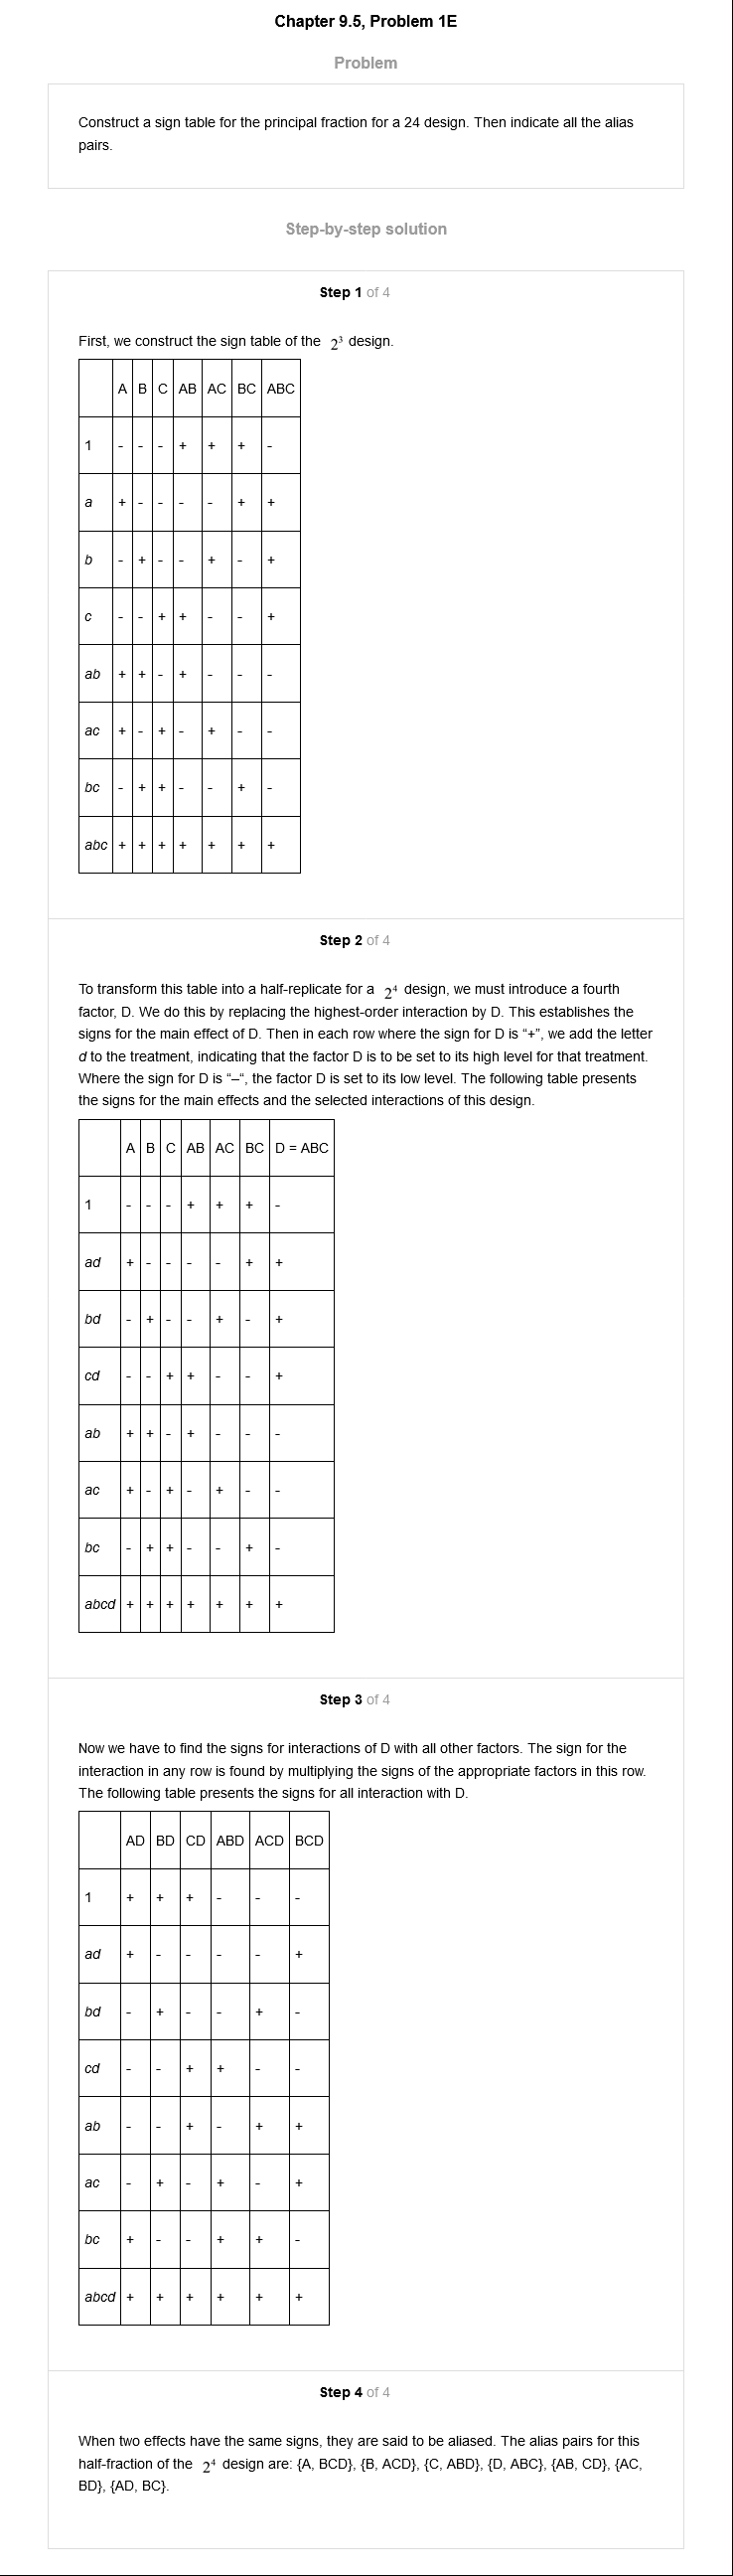 Chapter 9.5, Problem 1E
Problem
Construct a sign table for the principal fraction for a 24 design. Then indicate all the alias
pairs.
Step-by-step solution
Step 1 of 4
First, we construct the sign table of the 2³ design.
A B C AB AC BC ABC
1 - - - + + + -
a + - - - - + +
b - + - - + - +
c - - + + - - +
ab + + - + - - -
ac + - + - + - -
bc - + + - - + -
abc + + + + + + +
Step 2 of 4
To transform this table into a half-replicate for a 2⁴ design, we must introduce a fourth
factor, D. We do this by replacing the highest-order interaction by D. This establishes the
signs for the main effect of D. Then in each row where the sign for D is “+”, we add the letter
d to the treatment, indicating that the factor D is to be set to its high level for that treatment.
Where the sign for D is “–“, the factor D is set to its low level. The following table presents
the signs for the main effects and the selected interactions of this design.
A B C AB AC BC D = ABC
1 - - - + + + -
ad + - - - - + +
bd - + - - + - +
cd - - + + - - +
ab + + - + - - -
ac + - + - + - -
bc - + + - - + -
abcd + + + + + + +
Step 3 of 4
Now we have to find the signs for interactions of D with all other factors. The sign for the
interaction in any row is found by multiplying the signs of the appropriate factors in this row.
The following table presents the signs for all interaction with D.
AD BD CD ABD ACD BCD
1 + + + - - -
ad + - - - - +
bd - + - - + -
cd - - + + - -
ab - - + - + +
ac - + - + - +
bc + - - + + -
abcd + + + + + +
Step 4 of 4
When two effects have the same signs, they are said to be aliased. The alias pairs for this
half-fraction of the 2⁴ design are: {A, BCD}, {B, ACD}, {C, ABD}, {D, ABC}, {AB, CD}, {AC,
BD}, {AD, BC}.